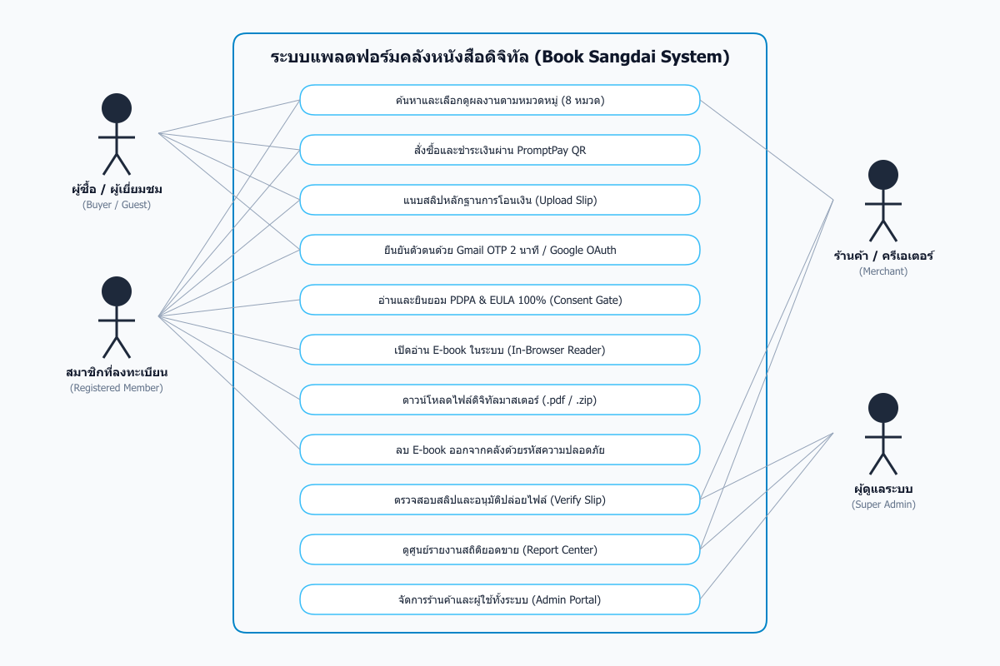 ระบบแพลตฟอร์มคลังหนังสือดิจิทัล (Book Sangdai System)
ผู้ซื้อ / ผู้เยี่ยมชม
(Buyer / Guest)
สมาชิกที่ลงทะเบียน
(Registered Member)
ค้นหาและเลือกดูผลงานตามหมวดหมู่ (8 หมวด)
สั่งซื้อและชำระเงินผ่าน PromptPay QR
แนบสลิปหลักฐานการโอนเงิน (Upload Slip)
ยืนยันตัวตนด้วย Gmail OTP 2 นาที / Google OAuth
อ่านและยินยอม PDPA & EULA 100% (Consent Gate)
เปิดอ่าน E-book ในระบบ (In-Browser Reader)
ดาวน์โหลดไฟล์ดิจิทัลมาสเตอร์ (.pdf / .zip)
ลบ E-book ออกจากคลังด้วยรหัสความปลอดภัย
ตรวจสอบสลิปและอนุมัติปล่อยไฟล์ (Verify Slip)
ดูศูนย์รายงานสถิติยอดขาย (Report Center)
จัดการร้านค้าและผู้ใช้ทั้งระบบ (Admin Portal)
ร้านค้า / ครีเอเตอร์
(Merchant)
ผู้ดูแลระบบ
(Super Admin)